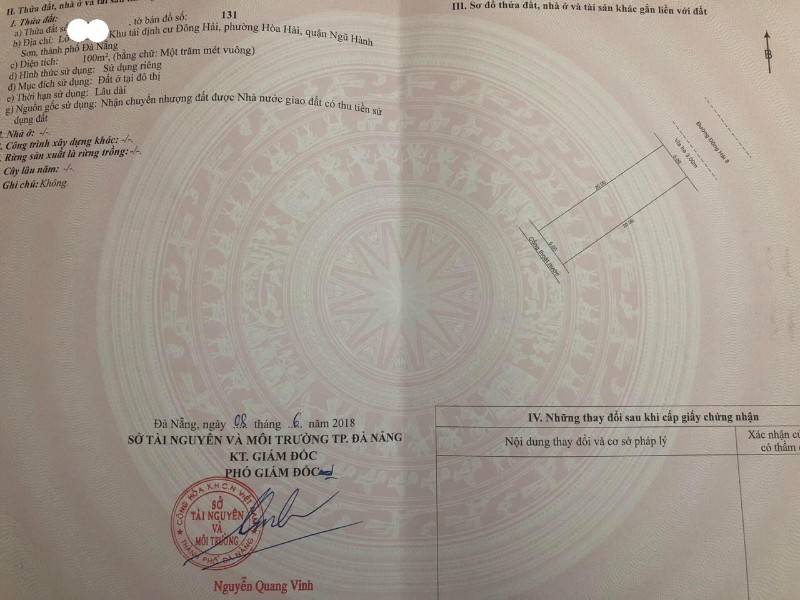 II. Thửa đất, nhà ở và tài sản
1. Thửa đất:
a) Thửa đất số , tờ bản đồ số: 131
b) Địa chỉ: Lô Khu tái định cư Đông Hải, phường Hòa Hải, quận Ngũ Hành
Sơn, thành phố Đà Nẵng
c) Diện tích: 100m², (bằng chữ: Một trăm mét vuông)
d) Hình thức sử dụng: Sử dụng riêng
đ) Mục đích sử dụng: Đất ở tại đô thị
e) Thời hạn sử dụng: Lâu dài
g) Nguồn gốc sử dụng: Nhận chuyển nhượng đất được Nhà nước giao đất có thu tiền sử
dụng đất
2. Nhà ở: -/-.
3. Công trình xây dựng khác: -/-.
4. Rừng sản xuất là rừng trồng: -/-.
Cây lâu năm: -/-.
Ghi chú: Không.
Đà Nẵng, ngày 08 tháng 6 năm 2018
SỞ TÀI NGUYÊN VÀ MÔI TRƯỜNG TP. ĐÀ NẴNG
KT. GIÁM ĐỐC
PHÓ GIÁM ĐỐC
CỘNG HÒA X.H.C.N VIỆT NAM
SỞ
TÀI NGUYÊN
VÀ
MÔI TRƯỜNG
THÀNH PHỐ ĐÀ NẴNG
Nguyễn Quang Vinh
III. Sơ đồ thửa đất, nhà ở và tài sản khác gắn liền với đất
B
Đường Đông Hải 8
Vỉa hè 3.00m
5.00
20.00
20.00
5.00
Cống thoát nước
IV. Những thay đổi sau khi cấp giấy chứng nhận
Nội dung thay đổi và cơ sở pháp lý
Xác nhận củ
có thẩm